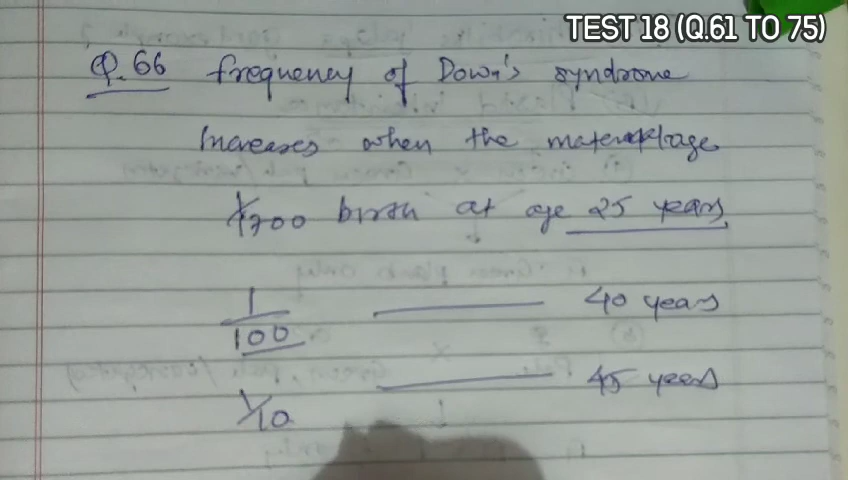 TEST 18 (Q.61 TO 75)
Q.66 frequency of Down's syndrome
Increases when the maternal age
1/700 birth at age 25 years
1/100 —— 40 years
1/10 —— 45 years